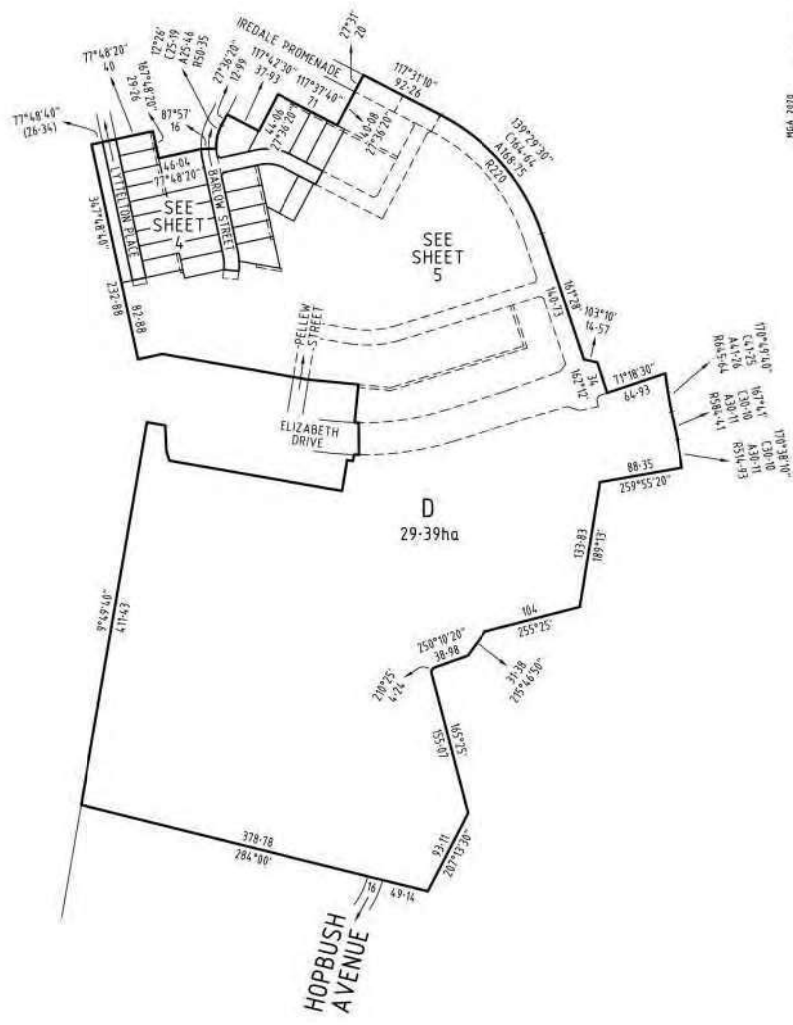 MGA 2020
77°48'40"
(26·34)
77°48'20"
40
167°48'20"
29·26
12°26'
C25·19
A25·46
R50·35
87°57'
16
27°36'20"
12·99
117°42'30"
37·93
IREDALE PROMENADE
117°37'40"
71
27°31'
20
117°31'10"
92·26
44·06
27°36'20"
40·08
27°36'20"
139°29'30"
C164·64
A168·75
R220
46·04
77°48'20"
LYTTELTON PLACE
BARLOW STREET
SEE
SHEET
4
SEE
SHEET
5
347°48'40"
232·88
82·88
PELLEW
STREET
ELIZABETH
DRIVE
161°28'
140·73
103°10'
14·57
34
162°12'
71°18'30"
64·93
170°49'40"
C41·25
A41·26
R645·64
167°41'
C30·10
A30·11
R584·41
170°38'10"
C30·10
A30·11
R514·93
88·35
259°55'20"
D
29·39ha
133·83
189°13'
104
255°25'
250°10'20"
38·98
31·38
215°46'50"
210°25'
4·24
165°25'
155·07
9°49'40"
411·43
93·11
207°13'30"
378·78
284°00'
16
49·14
HOPBUSH
AVENUE